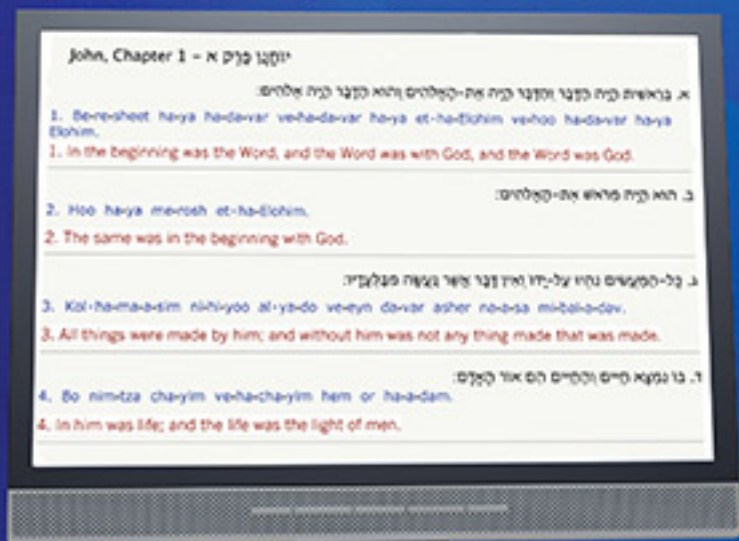 John, Chapter 1 – יוחנן פרק א
א. בראשית היה הדבר והדבר היה את-האלהים והוא הדבר היה אלהים:
1. Be-re-sheet ha-ya ha-da-var ve-ha-da-var ha-ya et-ha-Elohim ve-hoo ha-da-var ha-ya
Elohim.
1. In the beginning was the Word, and the Word was with God, and the Word was God.
ב. הוא היה מראש את-האלהים:
2. Hoo ha-ya me-rosh et-ha-Elohim.
2. The same was in the beginning with God.
ג. כל-המעשים נהיו על-ידו ואין דבר אשר נעשה מבלעדיו:
3. Kol-ha-ma-a-sim ni-hi-yoo al-ya-do ve-eyn da-var asher na-a-sa mi-bal-a-dav.
3. All things were made by him; and without him was not any thing made that was made.
ד. בו נמצא חיים והחיים הם אור האדם:
4. Bo nim-tza cha-yim ve-ha-cha-yim hem or ha-a-dam.
4. In him was life; and the life was the light of men.